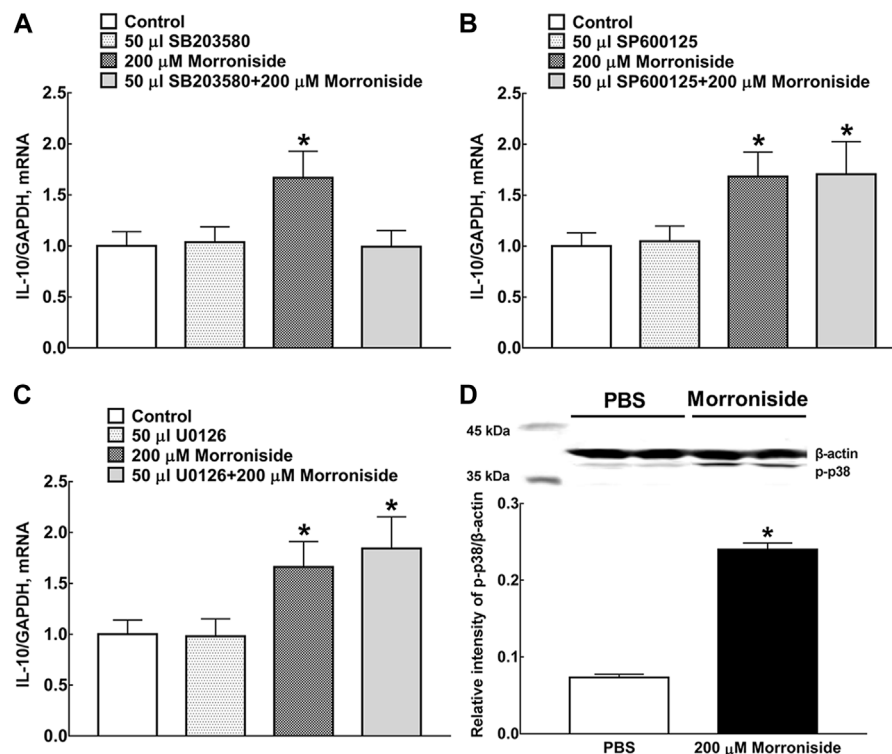 A
Control
50 μl SB203580
200 μM Morroniside
50 μl SB203580+200 μM Morroniside
IL-10/GAPDH, mRNA
2.5
2.0
1.5
1.0
0.5
0.0
*
B
Control
50 μl SP600125
200 μM Morroniside
50 μl SP600125+200 μM Morroniside
IL-10/GAPDH, mRNA
2.5
2.0
1.5
1.0
0.5
0.0
*
*
C
Control
50 μl U0126
200 μM Morroniside
50 μl U0126+200 μM Morroniside
IL-10/GAPDH, mRNA
2.5
2.0
1.5
1.0
0.5
0.0
*
*
D
PBS Morroniside
45 kDa
β-actin
p-p38
35 kDa
Relative intensity of p-p38/β-actin
0.3
0.2
0.1
0.0
*
PBS 200 μM Morroniside